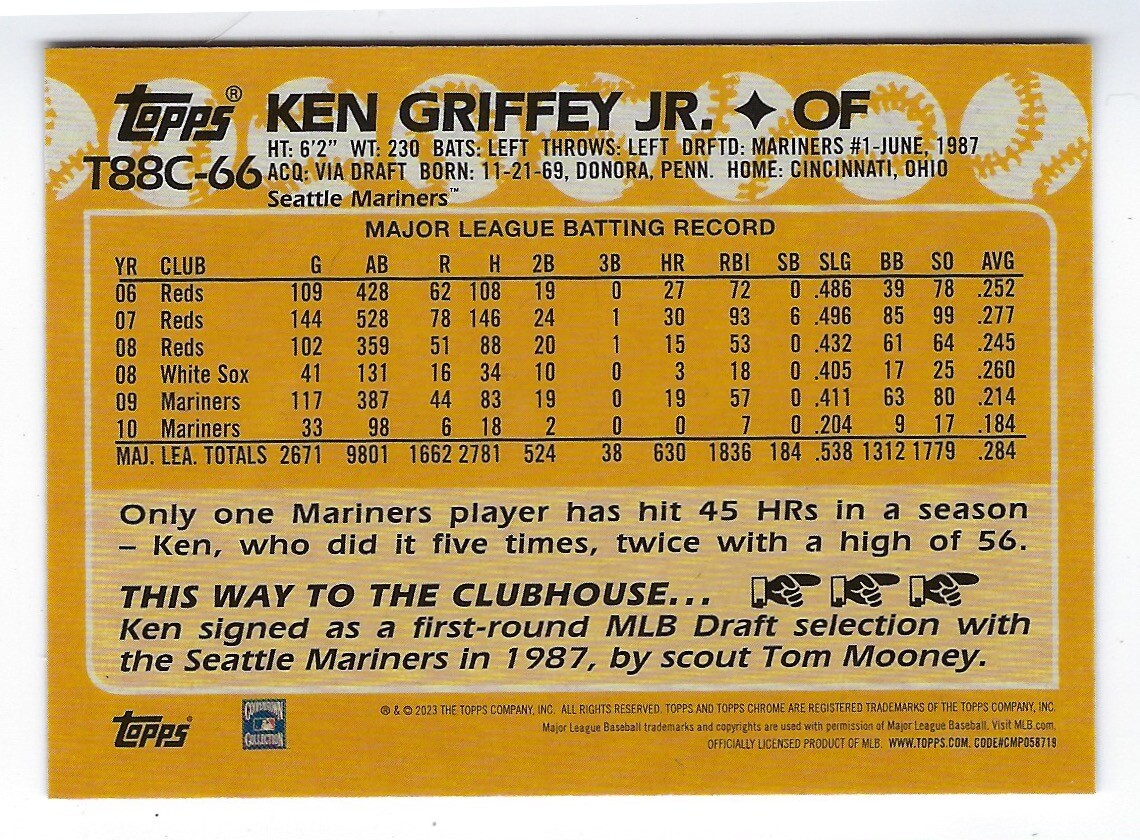 Topps®
KEN GRIFFEY JR. ✦ OF
T88C-66
HT: 6'2" WT: 230 BATS: LEFT THROWS: LEFT DRFTD: MARINERS #1-JUNE, 1987
ACQ: VIA DRAFT BORN: 11-21-69, DONORA, PENN. HOME: CINCINNATI, OHIO
Seattle Mariners™
MAJOR LEAGUE BATTING RECORD
YR CLUB G AB R H 2B 3B HR RBI SB SLG BB SO AVG
06 Reds 109 428 62 108 19 0 27 72 0 .486 39 78 .252
07 Reds 144 528 78 146 24 1 30 93 6 .496 85 99 .277
08 Reds 102 359 51 88 20 1 15 53 0 .432 61 64 .245
08 White Sox 41 131 16 34 10 0 3 18 0 .405 17 25 .260
09 Mariners 117 387 44 83 19 0 19 57 0 .411 63 80 .214
10 Mariners 33 98 6 18 2 0 0 7 0 .204 9 17 .184
MAJ. LEA. TOTALS 2671 9801 1662 2781 524 38 630 1836 184 .538 1312 1779 .284
Only one Mariners player has hit 45 HRs in a season
– Ken, who did it five times, twice with a high of 56.
THIS WAY TO THE CLUBHOUSE...
Ken signed as a first-round MLB Draft selection with
the Seattle Mariners in 1987, by scout Tom Mooney.
Topps®
COOPERSTOWN
COLLECTION
® & © 2023 THE TOPPS COMPANY, INC. ALL RIGHTS RESERVED. TOPPS AND TOPPS CHROME ARE REGISTERED TRADEMARKS OF THE TOPPS COMPANY, INC.
Major League Baseball trademarks and copyrights are used with permission of Major League Baseball. Visit MLB.com.
OFFICIALLY LICENSED PRODUCT OF MLB. WWW.TOPPS.COM. CODE#CMP058719